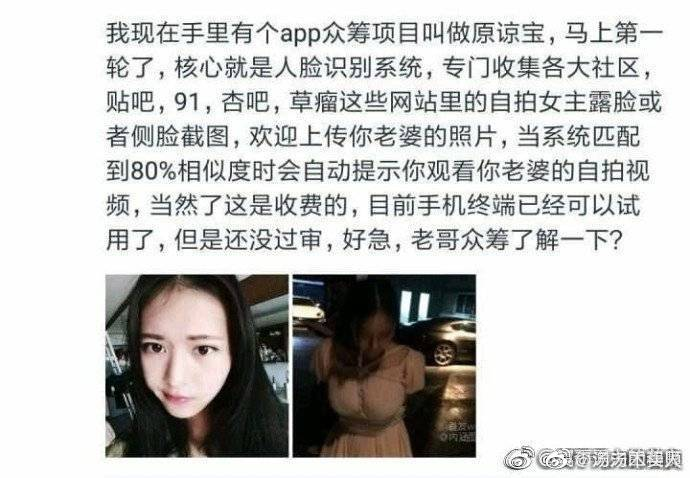 我现在手里有个app众筹项目叫做原谅宝，马上第一
轮了，核心就是人脸识别系统，专门收集各大社区，
贴吧，91，杏吧，草瘤这些网站里的自拍女主露脸或
者侧脸截图，欢迎上传你老婆的照片，当系统匹配
到80%相似度时会自动提示你观看你老婆的自拍视
频，当然了这是收费的，目前手机终端已经可以试
用了，但是还没过审，好急，老哥众筹了解一下？